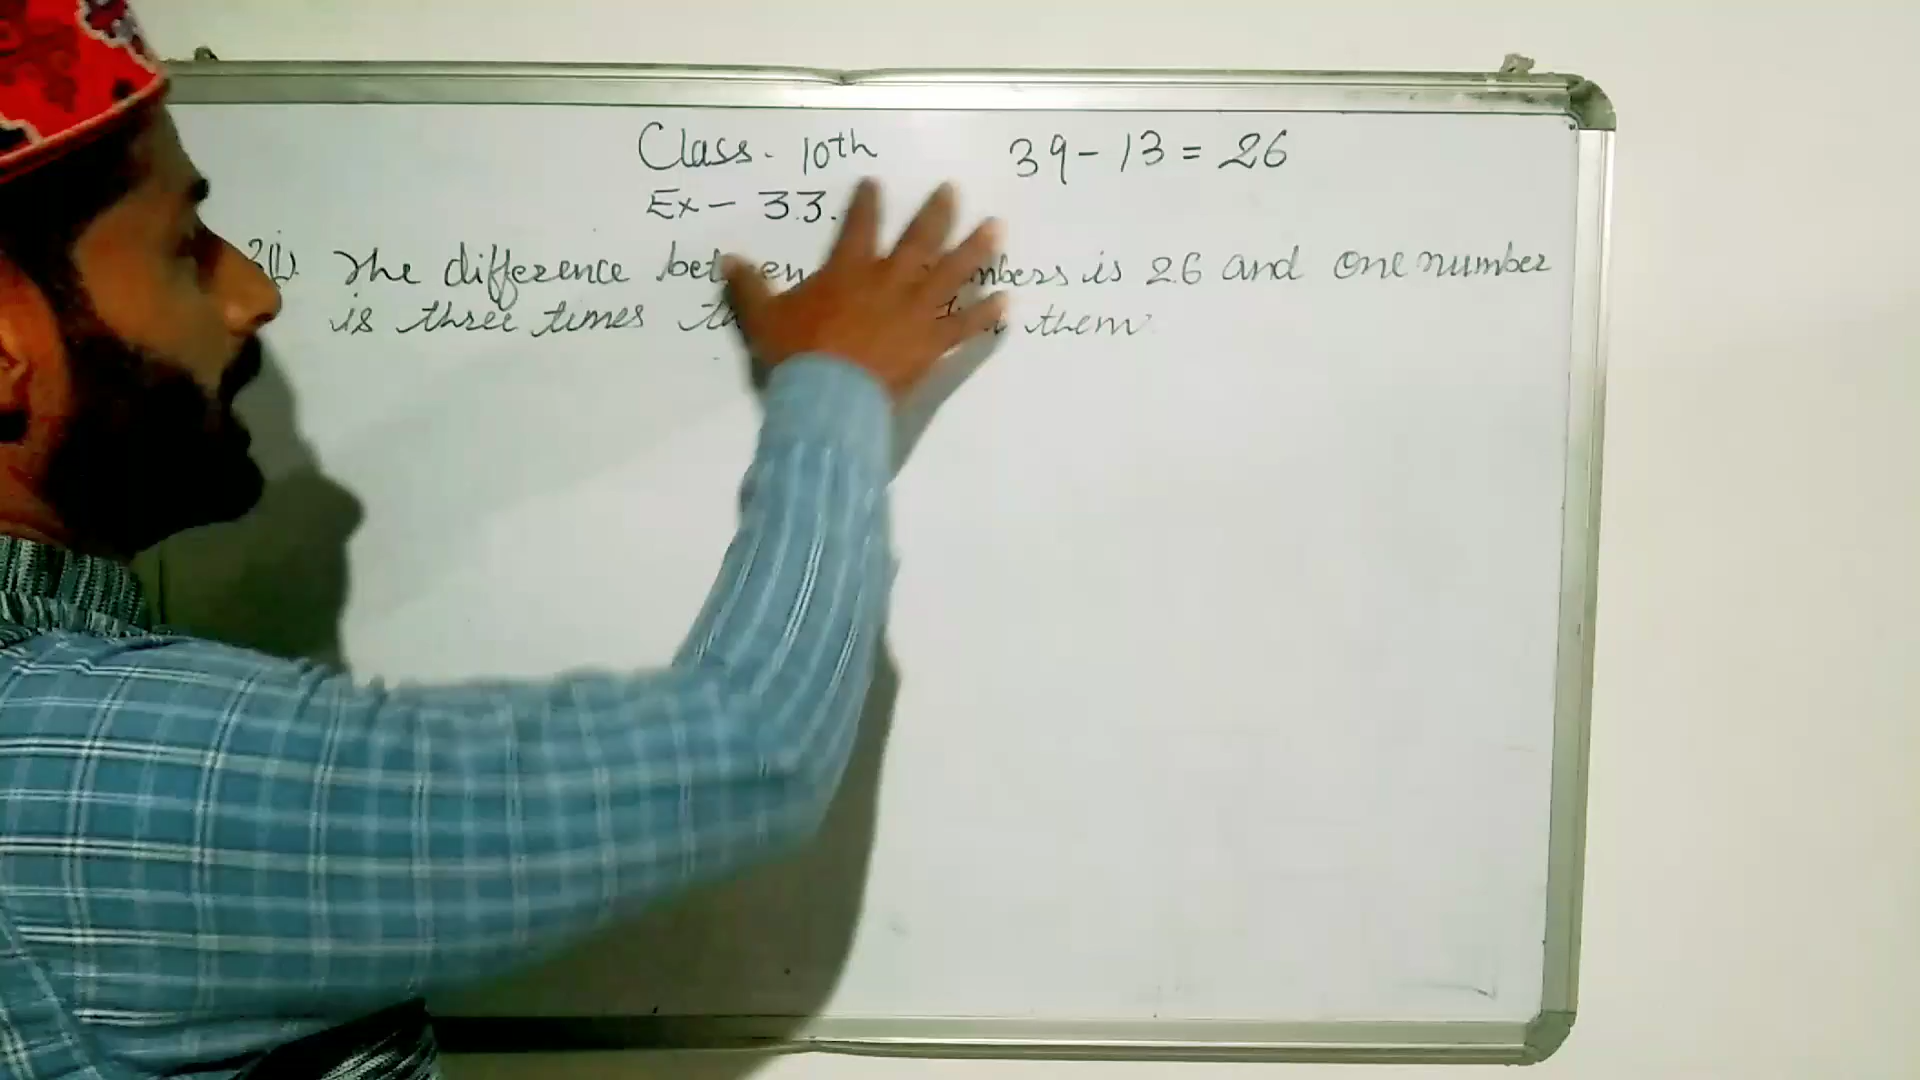 Class - 10th 39 - 13 = 26
Ex - 3.3.
3(i). The difference between numbers is 26 and one number
is three times them